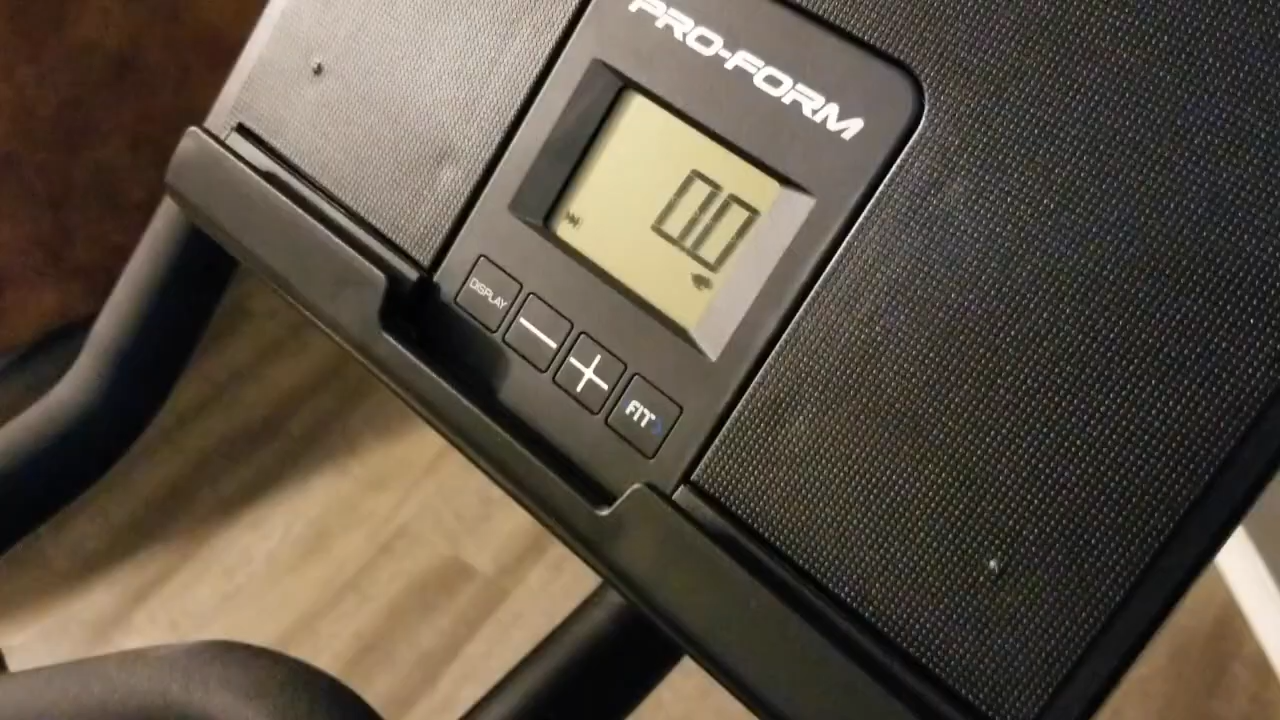 PRO-FORM
00
DISPLAY
−
+
FIT>